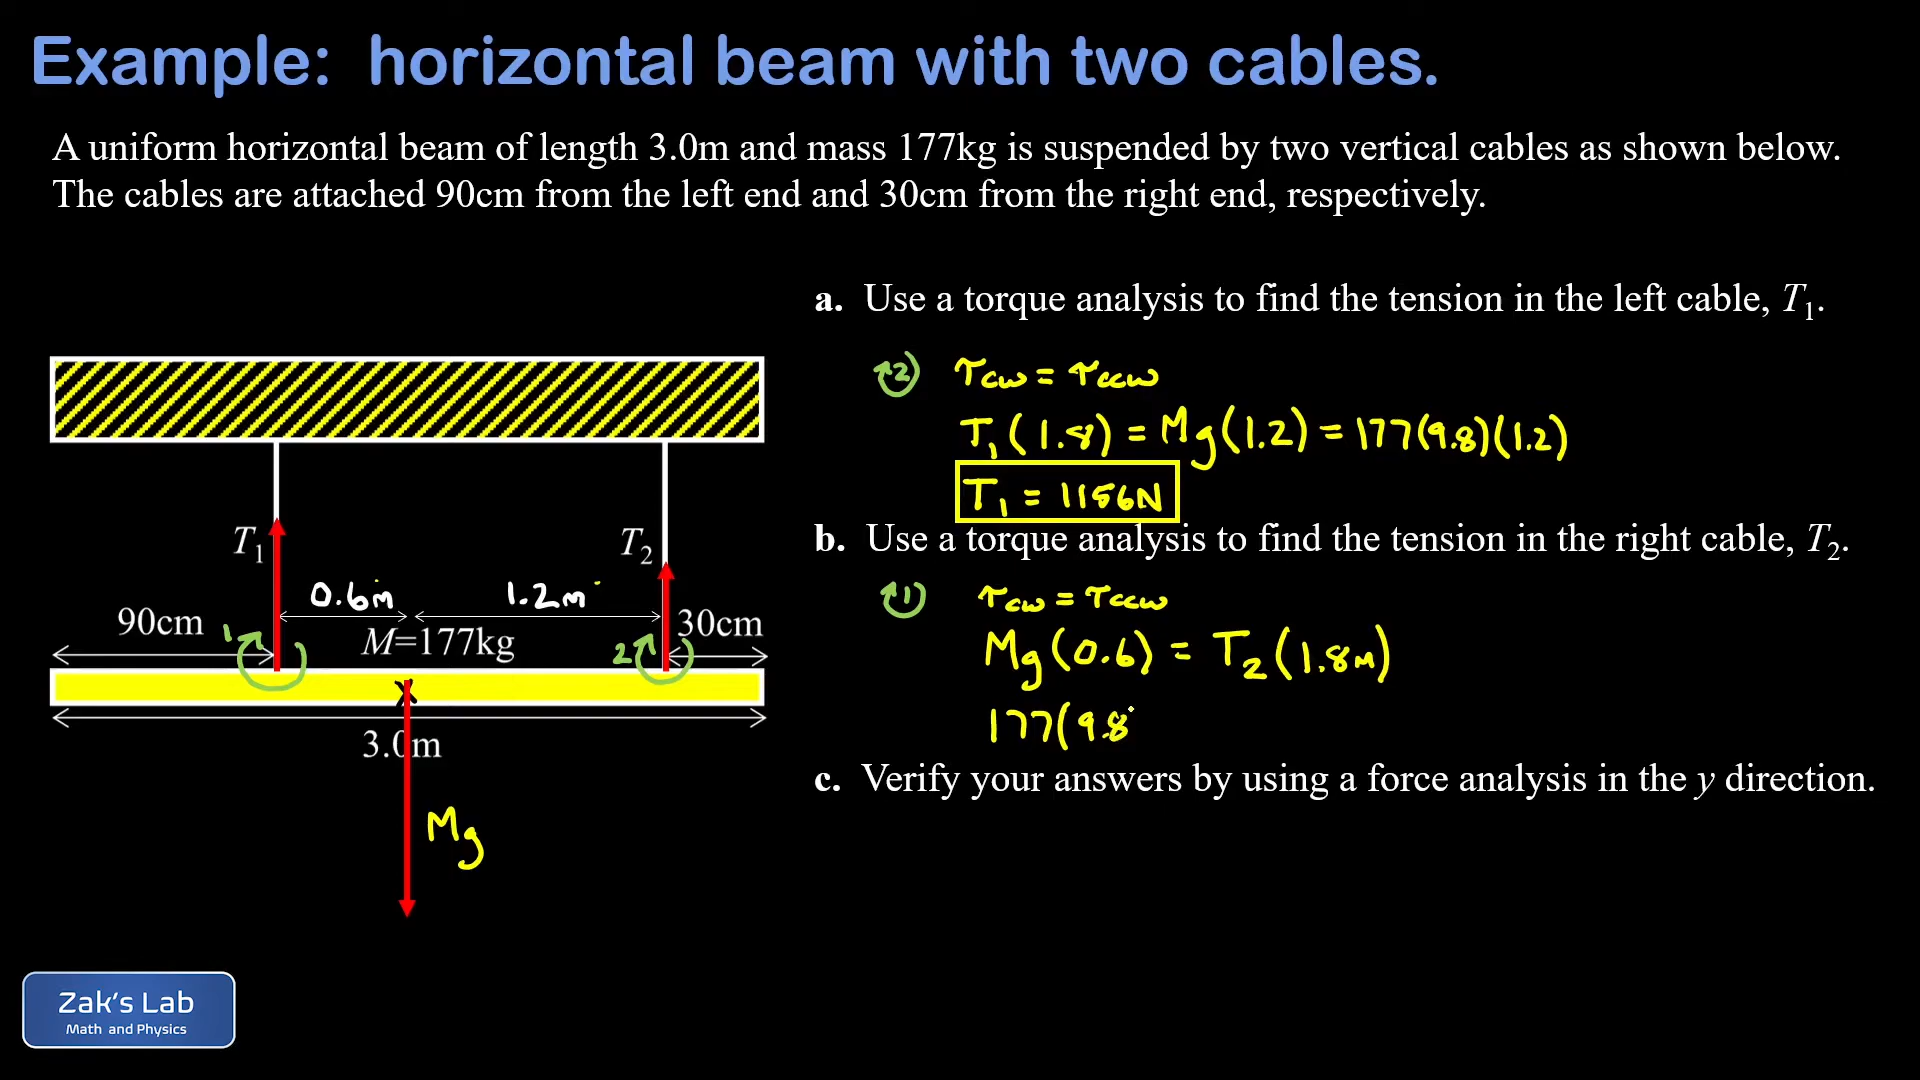 Example: horizontal beam with two cables.
A uniform horizontal beam of length 3.0m and mass 177kg is suspended by two vertical cables as shown below.
The cables are attached 90cm from the left end and 30cm from the right end, respectively.
a. Use a torque analysis to find the tension in the left cable, T₁.
2 τcw = τccw
T₁(1.8) = Mg(1.2) = 177(9.8)(1.2)
T₁ = 1156N
b. Use a torque analysis to find the tension in the right cable, T₂.
1 τcw = τccw
Mg(0.6) = T₂(1.8m)
177(9.8
c. Verify your answers by using a force analysis in the y direction.
T₁
T₂
0.6m
1.2m
90cm
1
M=177kg
2
30cm
3.0m
Mg
Zak's Lab
Math and Physics